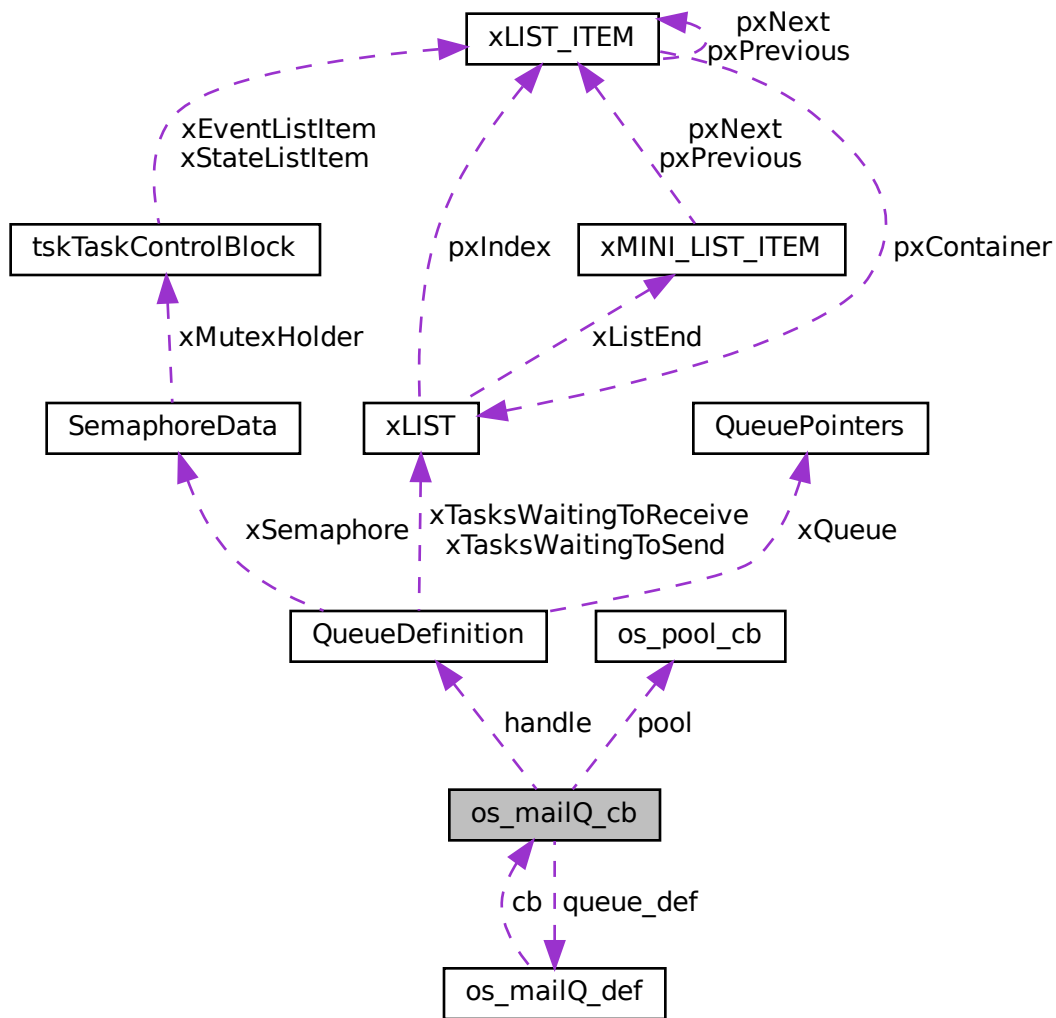 xLIST_ITEM
pxNext
pxPrevious
xEventListItem
xStateListItem
pxNext
pxPrevious
tskTaskControlBlock
pxIndex
xMINI_LIST_ITEM
pxContainer
xMutexHolder
xListEnd
SemaphoreData
xLIST
QueuePointers
xSemaphore
xTasksWaitingToReceive
xTasksWaitingToSend
xQueue
QueueDefinition
os_pool_cb
handle
pool
os_mailQ_cb
cb
queue_def
os_mailQ_def